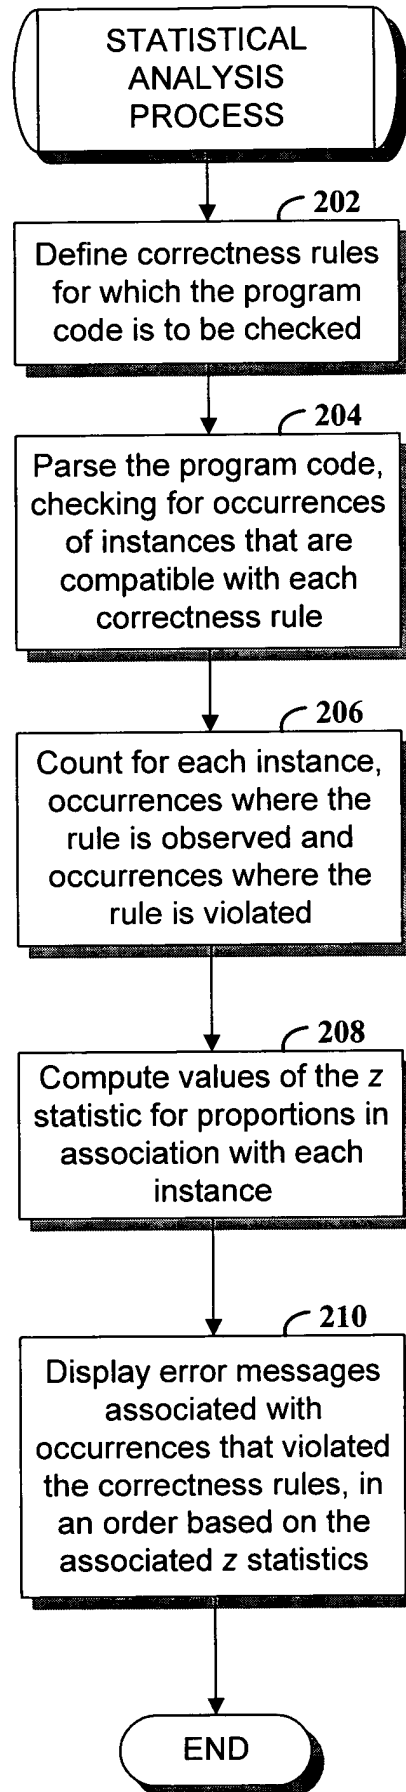 STATISTICAL
ANALYSIS
PROCESS
202
Define correctness rules
for which the program
code is to be checked
204
Parse the program code,
checking for occurrences
of instances that are
compatible with each
correctness rule
206
Count for each instance,
occurrences where the
rule is observed and
occurrences where the
rule is violated
208
Compute values of the z
statistic for proportions in
association with each
instance
210
Display error messages
associated with
occurrences that violated
the correctness rules, in
an order based on the
associated z statistics
END